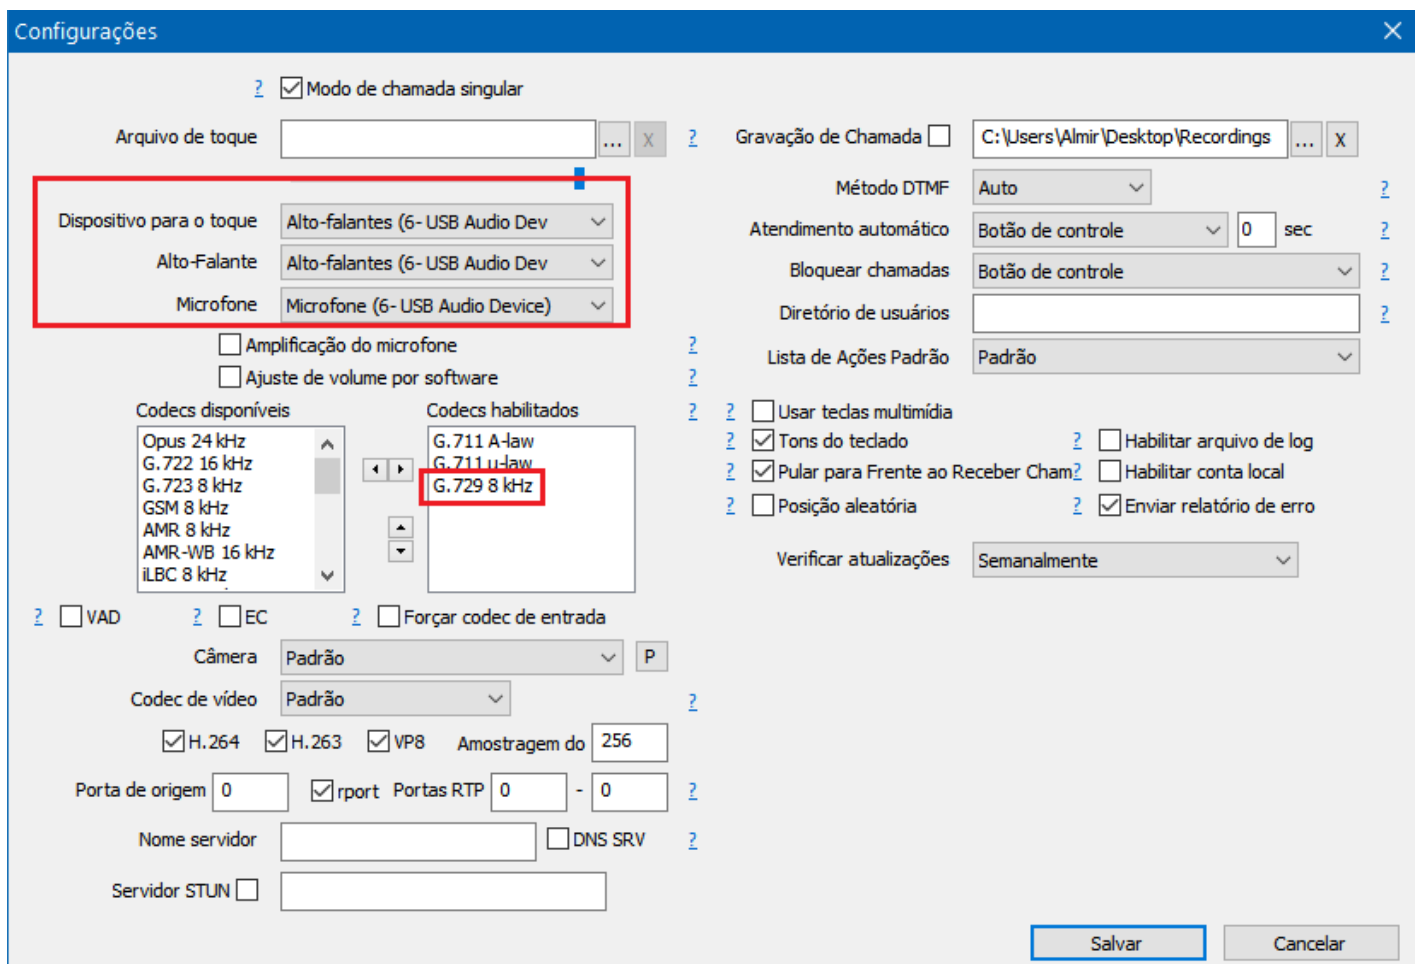 Configurações
? Modo de chamada singular
Arquivo de toque ... X ?
Dispositivo para o toque Alto-falantes (6- USB Audio Dev
Alto-Falante Alto-falantes (6- USB Audio Dev
Microfone Microfone (6- USB Audio Device)
Amplificação do microfone ?
Ajuste de volume por software ?
Codecs disponíveis Codecs habilitados ?
Opus 24 kHz
G.722 16 kHz
G.723 8 kHz
GSM 8 kHz
AMR 8 kHz
AMR-WB 16 kHz
iLBC 8 kHz
G.711 A-law
G.711 u-law
G.729 8 kHz
? VAD ? EC ? Forçar codec de entrada
Câmera Padrão P
Codec de vídeo Padrão ?
H.264 H.263 VP8 Amostragem do 256
Porta de origem 0 rport Portas RTP 0 - 0 ?
Nome servidor DNS SRV ?
Servidor STUN
Gravação de Chamada C:\Users\Almir\Desktop\Recordings ... X
Método DTMF Auto ?
Atendimento automático Botão de controle 0 sec ?
Bloquear chamadas Botão de controle ?
Diretório de usuários ?
Lista de Ações Padrão Padrão
? Usar teclas multimídia
? Tons do teclado ? Habilitar arquivo de log
? Pular para Frente ao Receber Cham ? Habilitar conta local
? Posição aleatória ? Enviar relatório de erro
Verificar atualizações Semanalmente
Salvar Cancelar